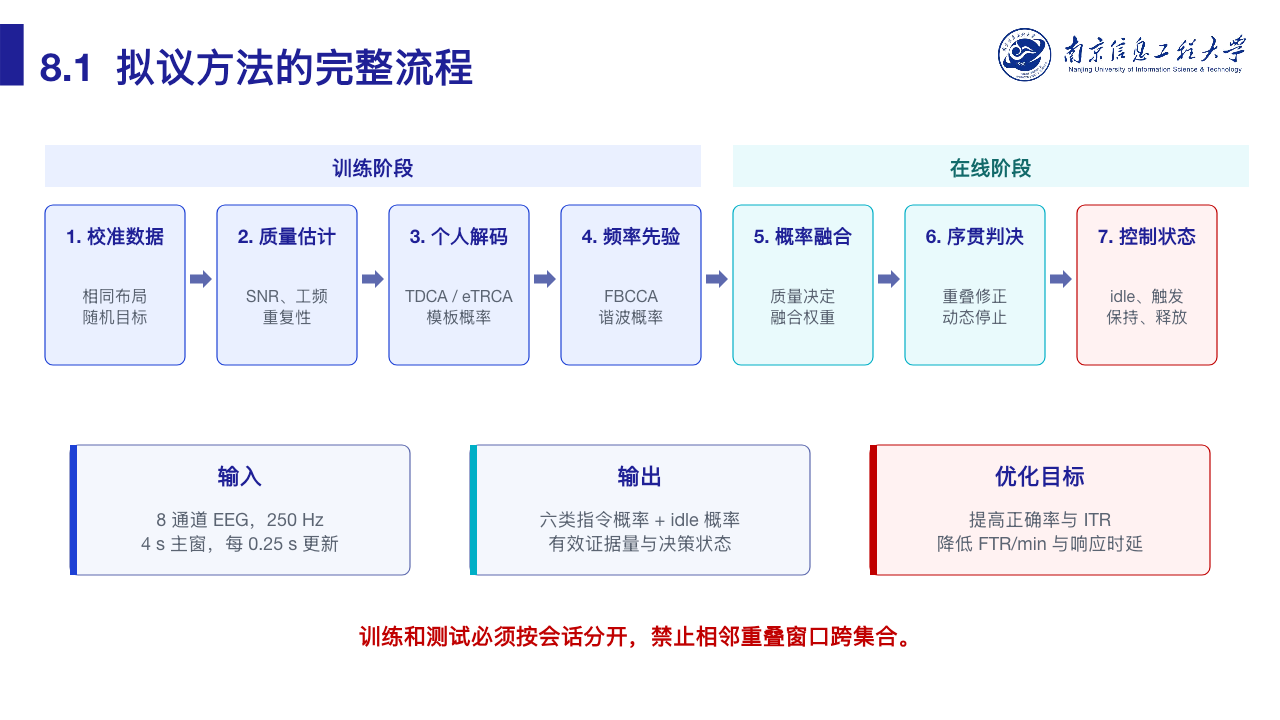 8.1 拟议方法的完整流程
南京信息工程大学
Nanjing University of Information Science & Technology
训练阶段
在线阶段
1. 校准数据
相同布局
随机目标
2. 质量估计
SNR、工频
重复性
3. 个人解码
TDCA / eTRCA
模板概率
4. 频率先验
FBCCA
谐波概率
5. 概率融合
质量决定
融合权重
6. 序贯判决
重叠修正
动态停止
7. 控制状态
idle、触发
保持、释放
输入
8 通道 EEG，250 Hz
4 s 主窗，每 0.25 s 更新
输出
六类指令概率 + idle 概率
有效证据量与决策状态
优化目标
提高正确率与 ITR
降低 FTR/min 与响应时延
训练和测试必须按会话分开，禁止相邻重叠窗口跨集合。